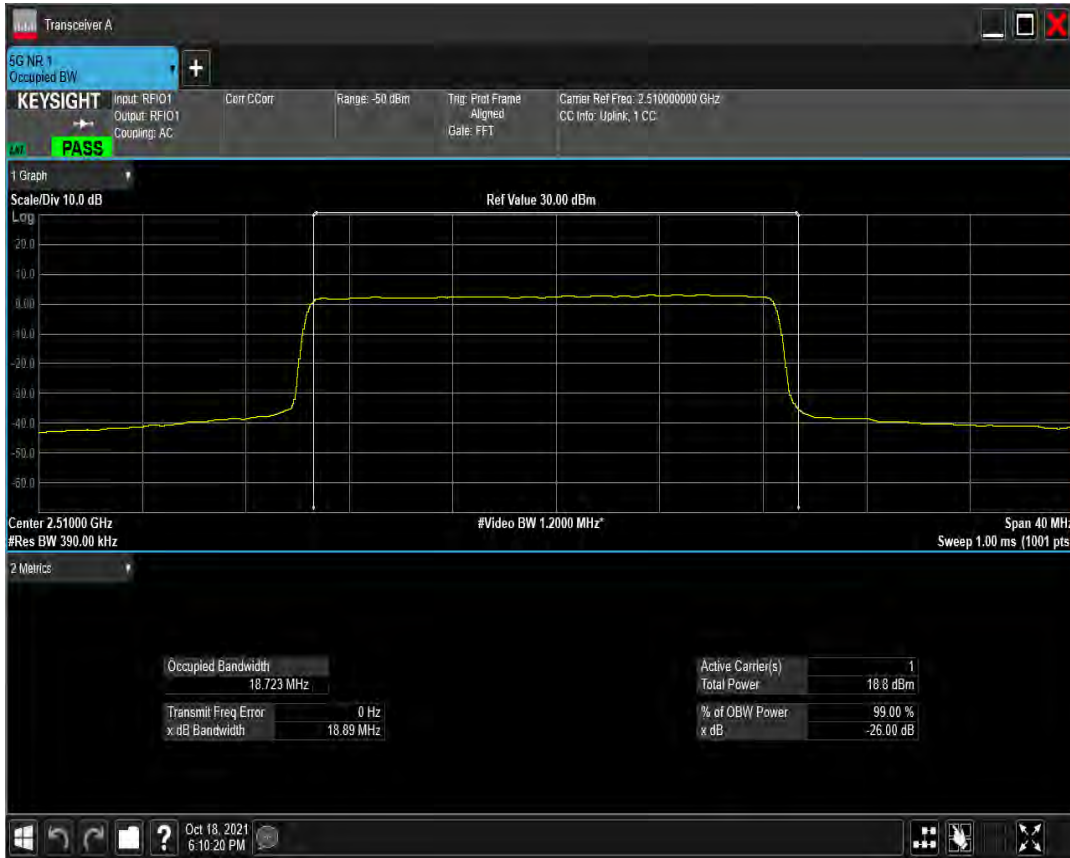 Transceiver A
5G NR 1
Occupied BW
+
KEYSIGHT
PASS
Input: RFIO1
Output: RFIO1
Coupling: AC
Corr CCorr
Range: -50 dBm
Trig: Prot Frame
Aligned
Gate: FFT
Carrier Ref Freq: 2.510000000 GHz
CC Info: Uplink, 1 CC
1 Graph
Scale/Div 10.0 dB
Ref Value 30.00 dBm
Log
20.0
10.0
0.00
-10.0
-20.0
-30.0
-40.0
-50.0
-60.0
Center 2.51000 GHz
#Video BW 1.2000 MHz*
Span 40 MHz
#Res BW 390.00 kHz
Sweep 1.00 ms (1001 pts
2 Metrics
Occupied Bandwidth
18.723 MHz
Transmit Freq Error 0 Hz
x dB Bandwidth 18.89 MHz
Active Carrier(s) 1
Total Power 18.8 dBm
% of OBW Power 99.00 %
x dB -26.00 dB
?
Oct 18, 2021
6:10:20 PM